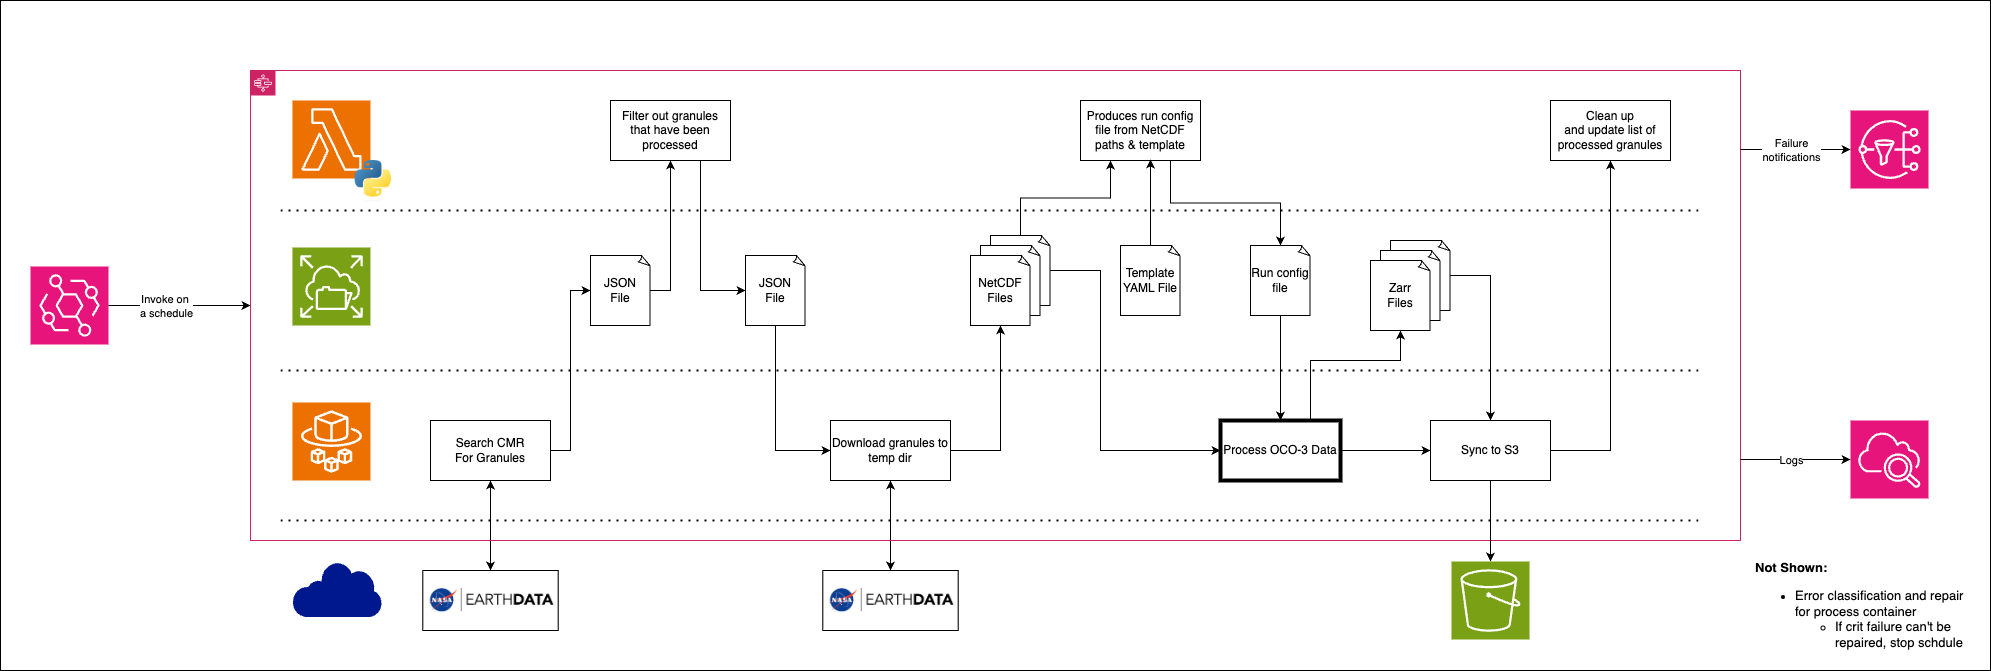 Filter out granules
that have been
processed
Produces run config
file from NetCDF
paths & template
Clean up
and update list of
processed granules
Failure
notifications
Invoke on
a schedule
JSON
File
JSON
File
NetCDF
Files
Template
YAML File
Run config
file
Zarr
Files
Search CMR
For Granules
Download granules to
temp dir
Process OCO-3 Data
Sync to S3
Logs
NASA
EARTHDATA
NASA
EARTHDATA
Not Shown:
• Error classification and repair
for process container
○ If crit failure can't be
repaired, stop schdule